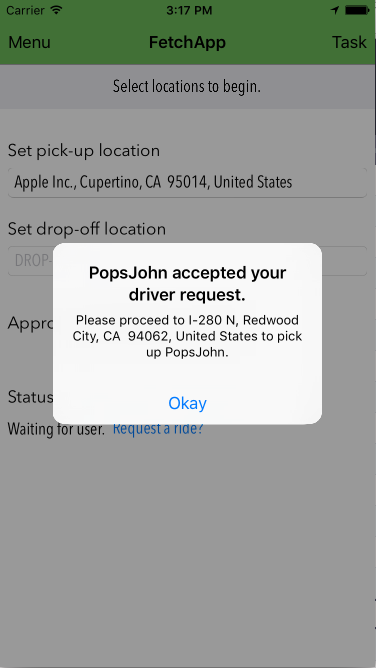 Carrier 3:17 PM
Menu FetchApp Task
Select locations to begin.
Set pick-up location
Apple Inc., Cupertino, CA 95014, United States
Set drop-off location
DROP-
PopsJohn accepted your
driver request.
Please proceed to I-280 N, Redwood
City, CA 94062, United States to pick
up PopsJohn.
Appro
Okay
Status
Waiting for user. Request a ride?